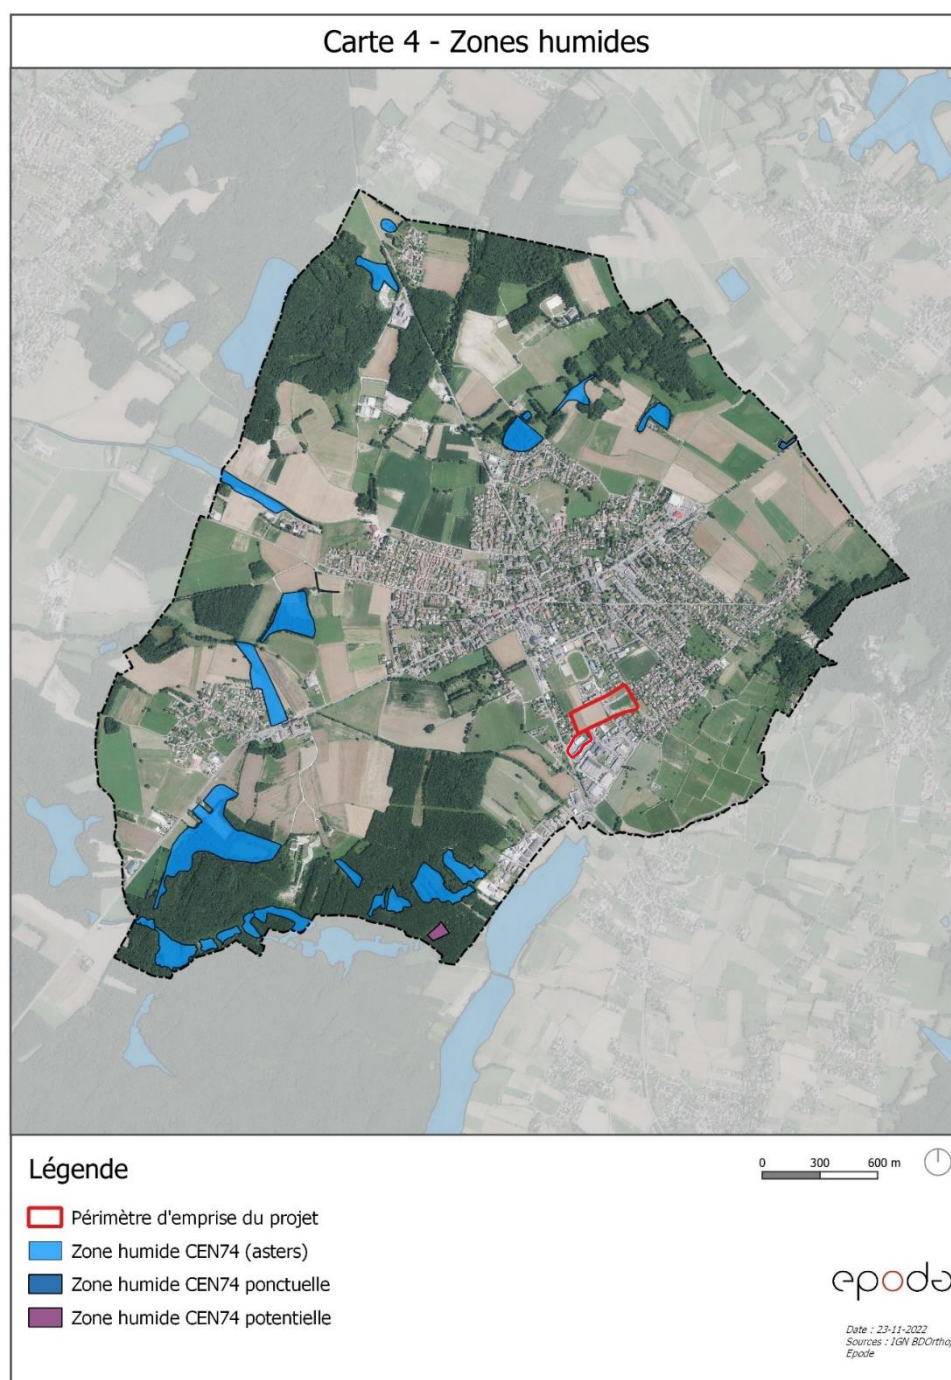 Carte 4 - Zones humides
Légende
0 300 600 m
Périmètre d'emprise du projet
Zone humide CEN74 (asters)
Zone humide CEN74 ponctuelle
Zone humide CEN74 potentielle
epode
Date : 23-11-2022
Sources : IGN BDOrtho,
Epode